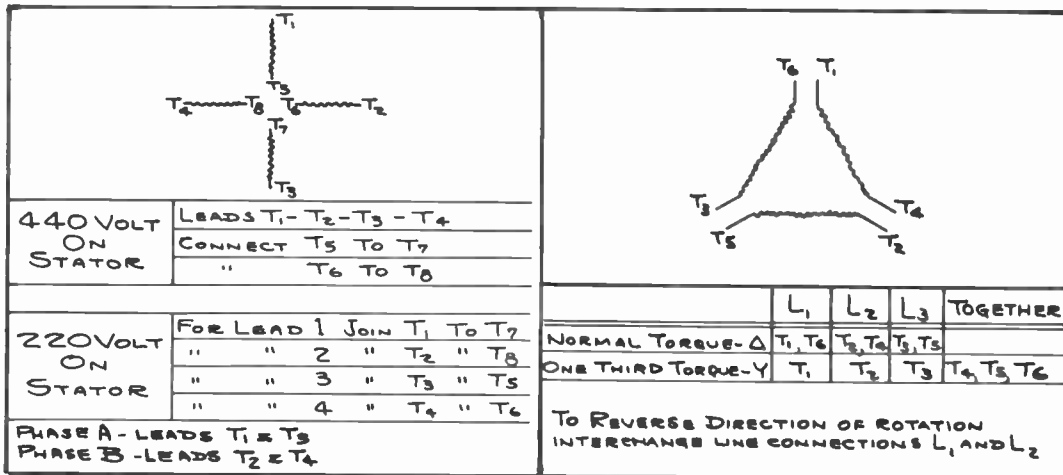 T1
T5
T4 T8 T6 T2
T7
T3
440 VOLT ON STATOR
LEADS T1 - T2 - T3 - T4
CONNECT T5 TO T7
" T6 TO T8
220 VOLT ON STATOR
FOR LEAD 1 JOIN T1 TO T7
" " 2 " T2 " T8
" " 3 " T3 " T5
" " 4 " T4 " T6
PHASE A - LEADS T1 & T3
PHASE B - LEADS T2 & T4
T6 T1
T3 T4
T5 T2
L1 L2 L3 TOGETHER
NORMAL TORQUE - Δ T1, T6 T2, T4 T3, T5
ONE THIRD TORQUE - Y T1 T2 T3 T4, T5, T6
TO REVERSE DIRECTION OF ROTATION
INTERCHANGE LINE CONNECTIONS L1 AND L2